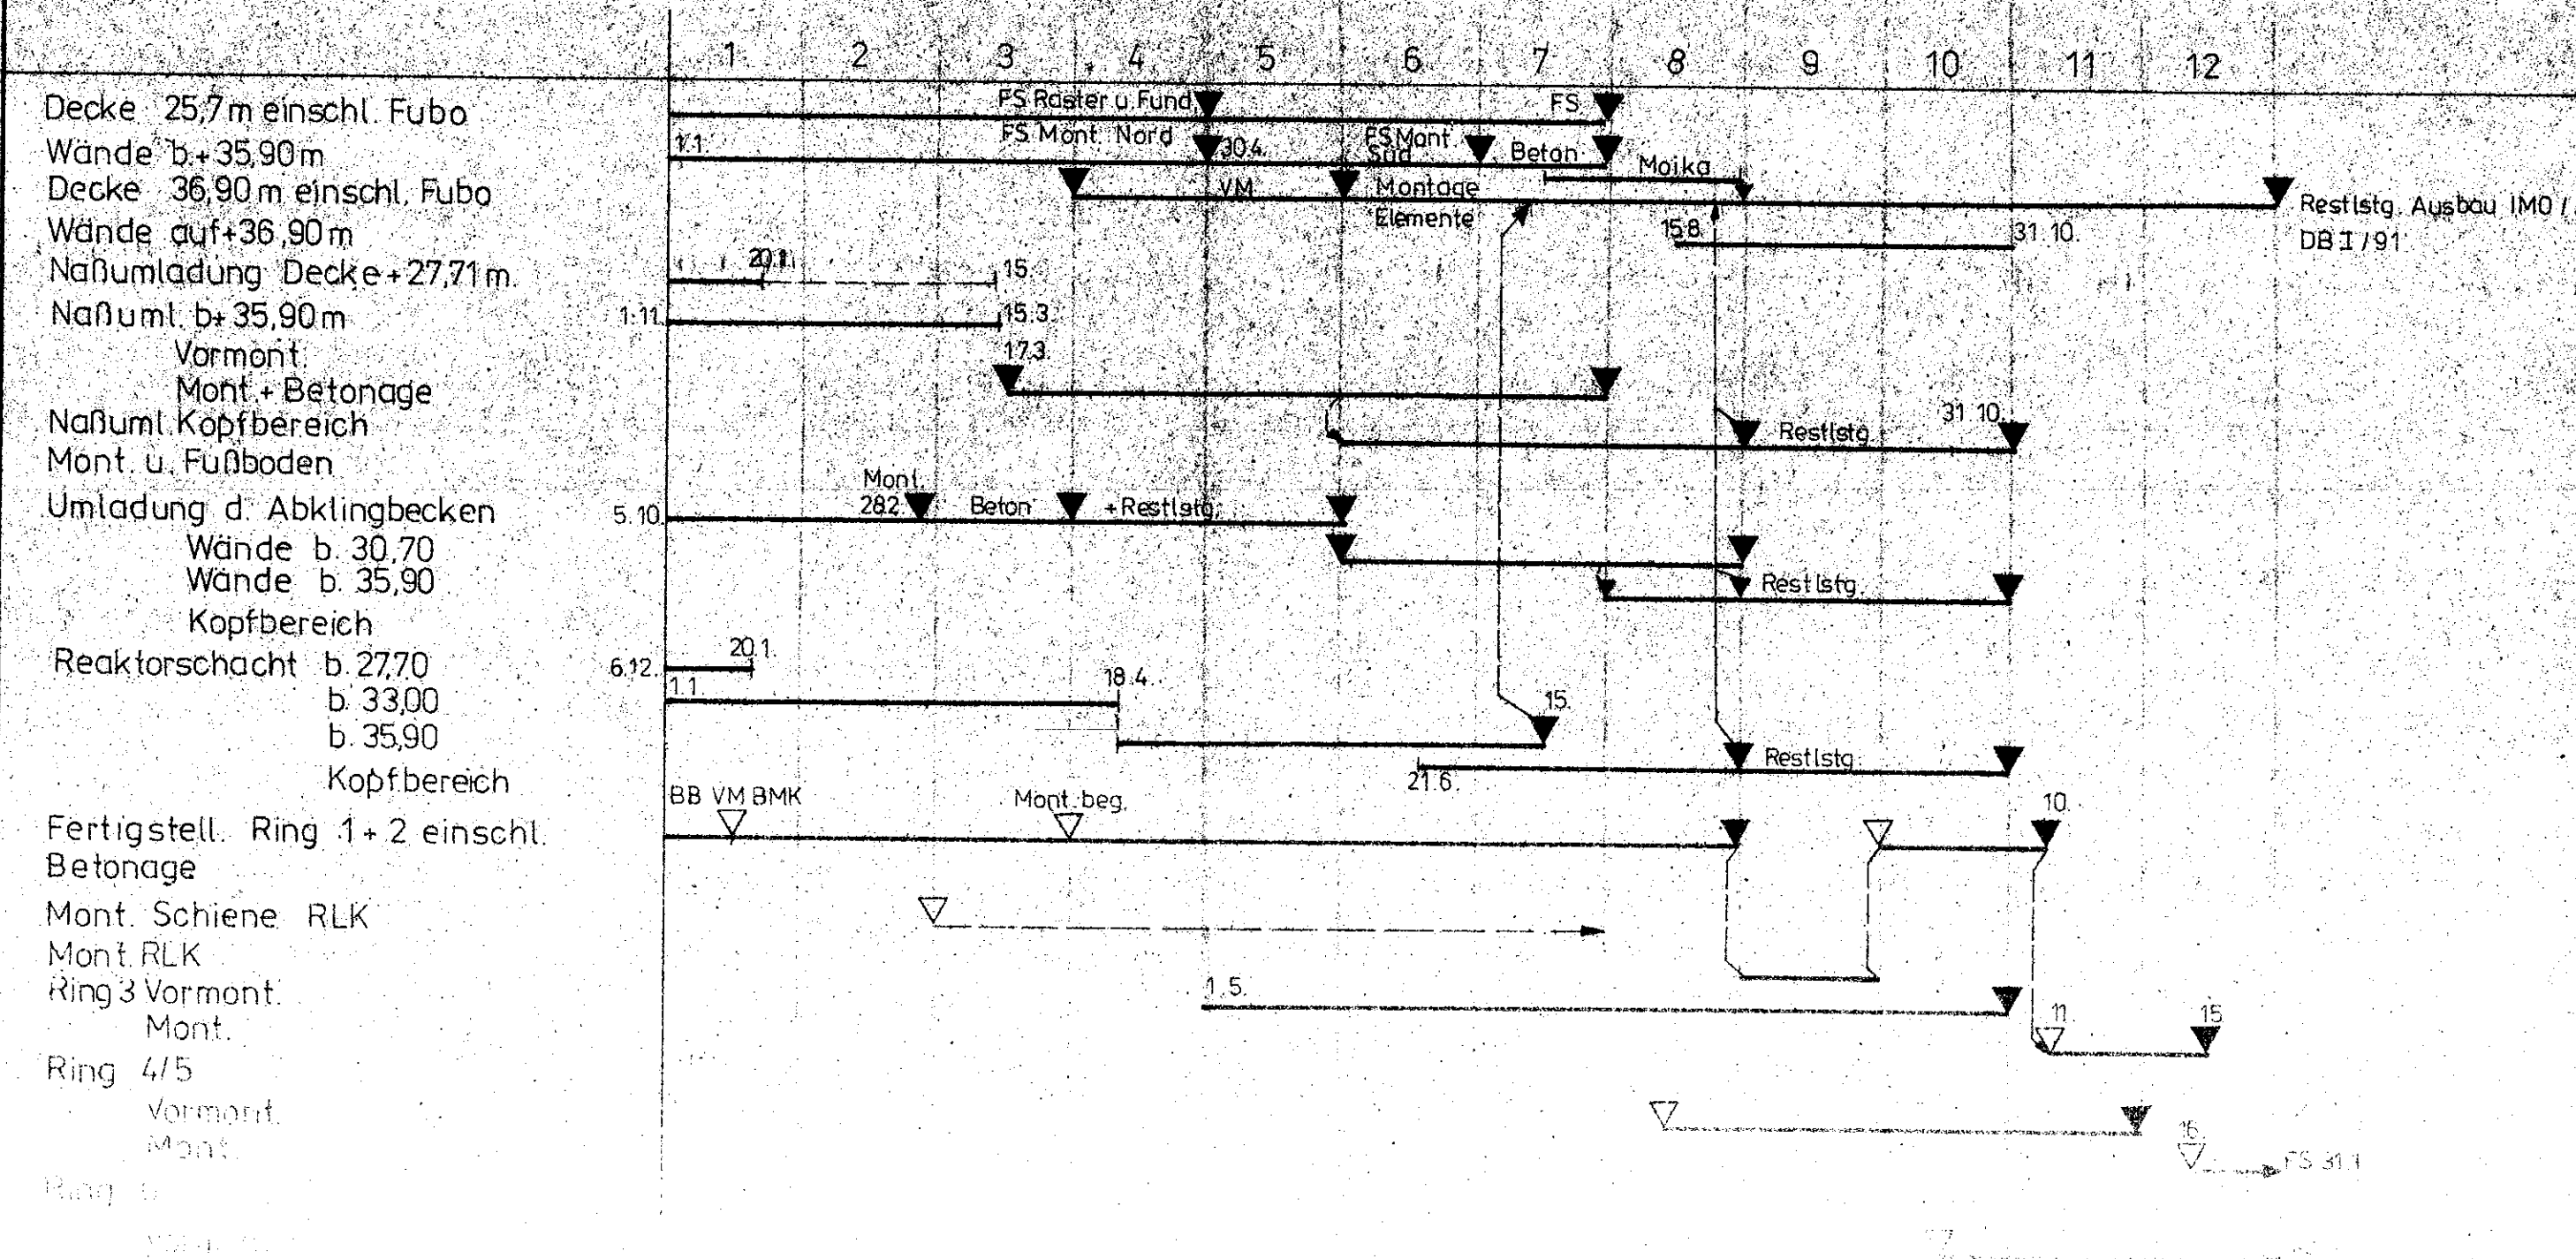 1 2 3 4 5 6 7 8 9 10 11 12
Decke 25,7 m einschl. Fubo FS Raster u Fund FS
Wände b.+35,90 m 1.1. FS Mont. Nord 30.4. FS Mont. Süd Beton
Moika
Decke 36,90 m einschl. Fubo VM Montage Elemente Restlstg. Ausbau IMO /
DB I / 91
Wände auf+36,90 m 15.8. 31.10.
Naßumladung Decke+27,71 m. 20.1. 15.
Naßuml. b+35,90 m 1.11. 15.3.
Vormont. 17.3.
Mont.+ Betonage
Naßuml. Kopfbereich Restlstg. 31.10.
Mont. u. Fußboden
Mont.
Umladung d. Abklingbecken 5.10. 28.2. Beton +Restlstg.
Wände b. 30,70
Wände b. 35,90 Restlstg.
Kopfbereich
Reaktorschacht b. 27,70 6.12. 20.1.
b. 33,00 1.1. 18.4.
b. 35,90 15.
Kopfbereich 21.6. Restlstg.
BB VM BMK Mont.-beg. 10.
Fertigstell. Ring 1 + 2 einschl.
Betonage
Mont. Schiene RLK
Mont. RLK
Ring 3 Vormont. 1.5.
Mont. 11. 15.
Ring 4/5
Vormont.
Mont. 16. FS 31.1
Ring